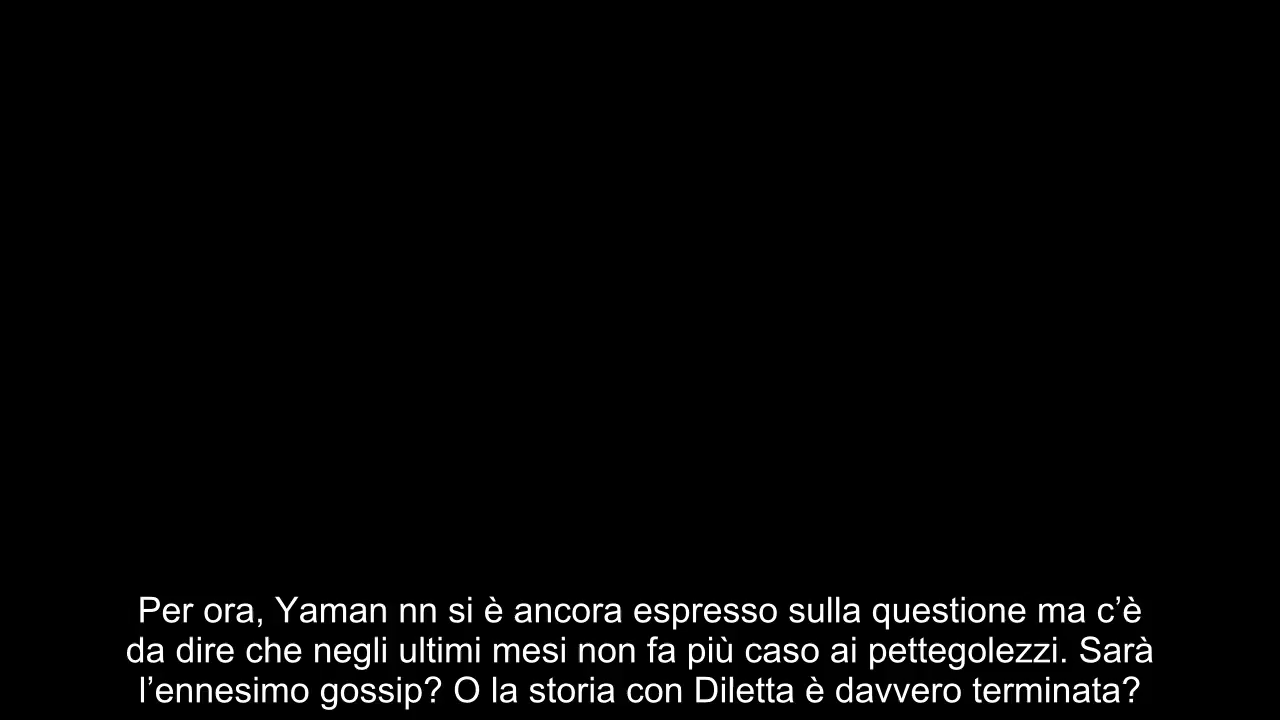 Per ora, Yaman nn si è ancora espresso sulla questione ma c’è
da dire che negli ultimi mesi non fa più caso ai pettegolezzi. Sarà
l’ennesimo gossip? O la storia con Diletta è davvero terminata?